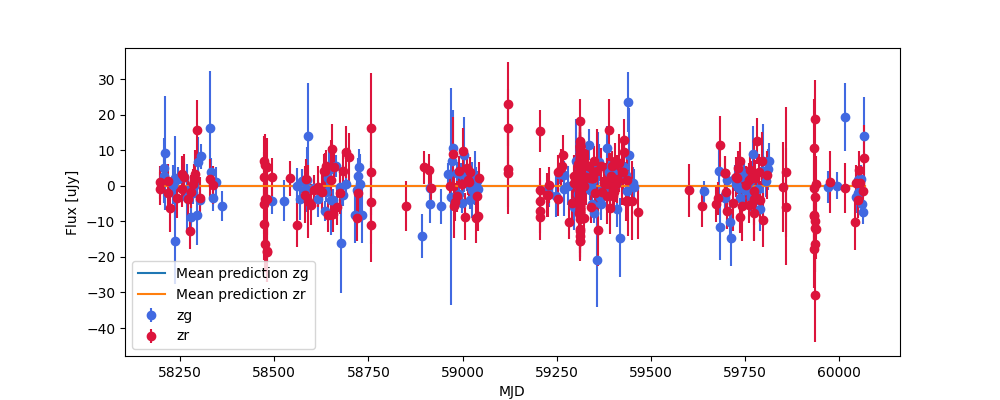 30
20
10
0
−10
−20
−30
−40
Flux [uJy]
Mean prediction zg
Mean prediction zr
zg
zr
58250 58500 58750 59000 59250 59500 59750 60000
MJD